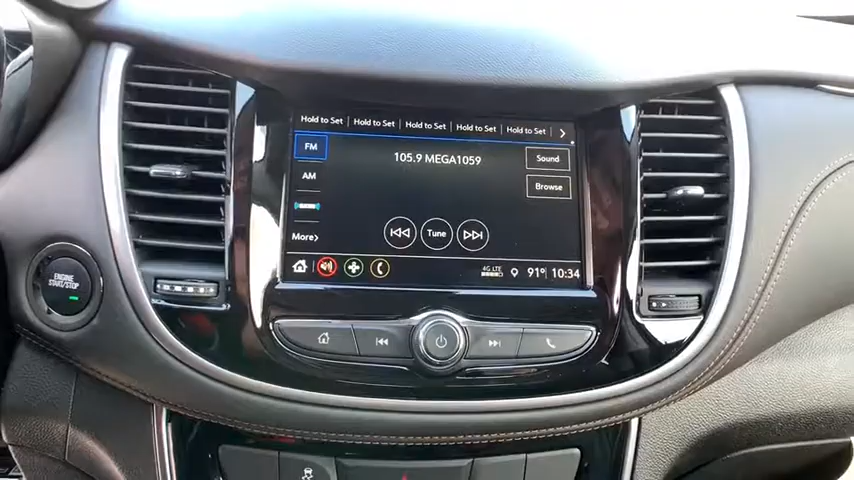 Hold to Set Hold to Set Hold to Set Hold to Set Hold to Set
FM
105.9 MEGA1059
Sound
AM
Browse
More
Tune
4G LTE
91° 10:34
ENGINE
START/STOP